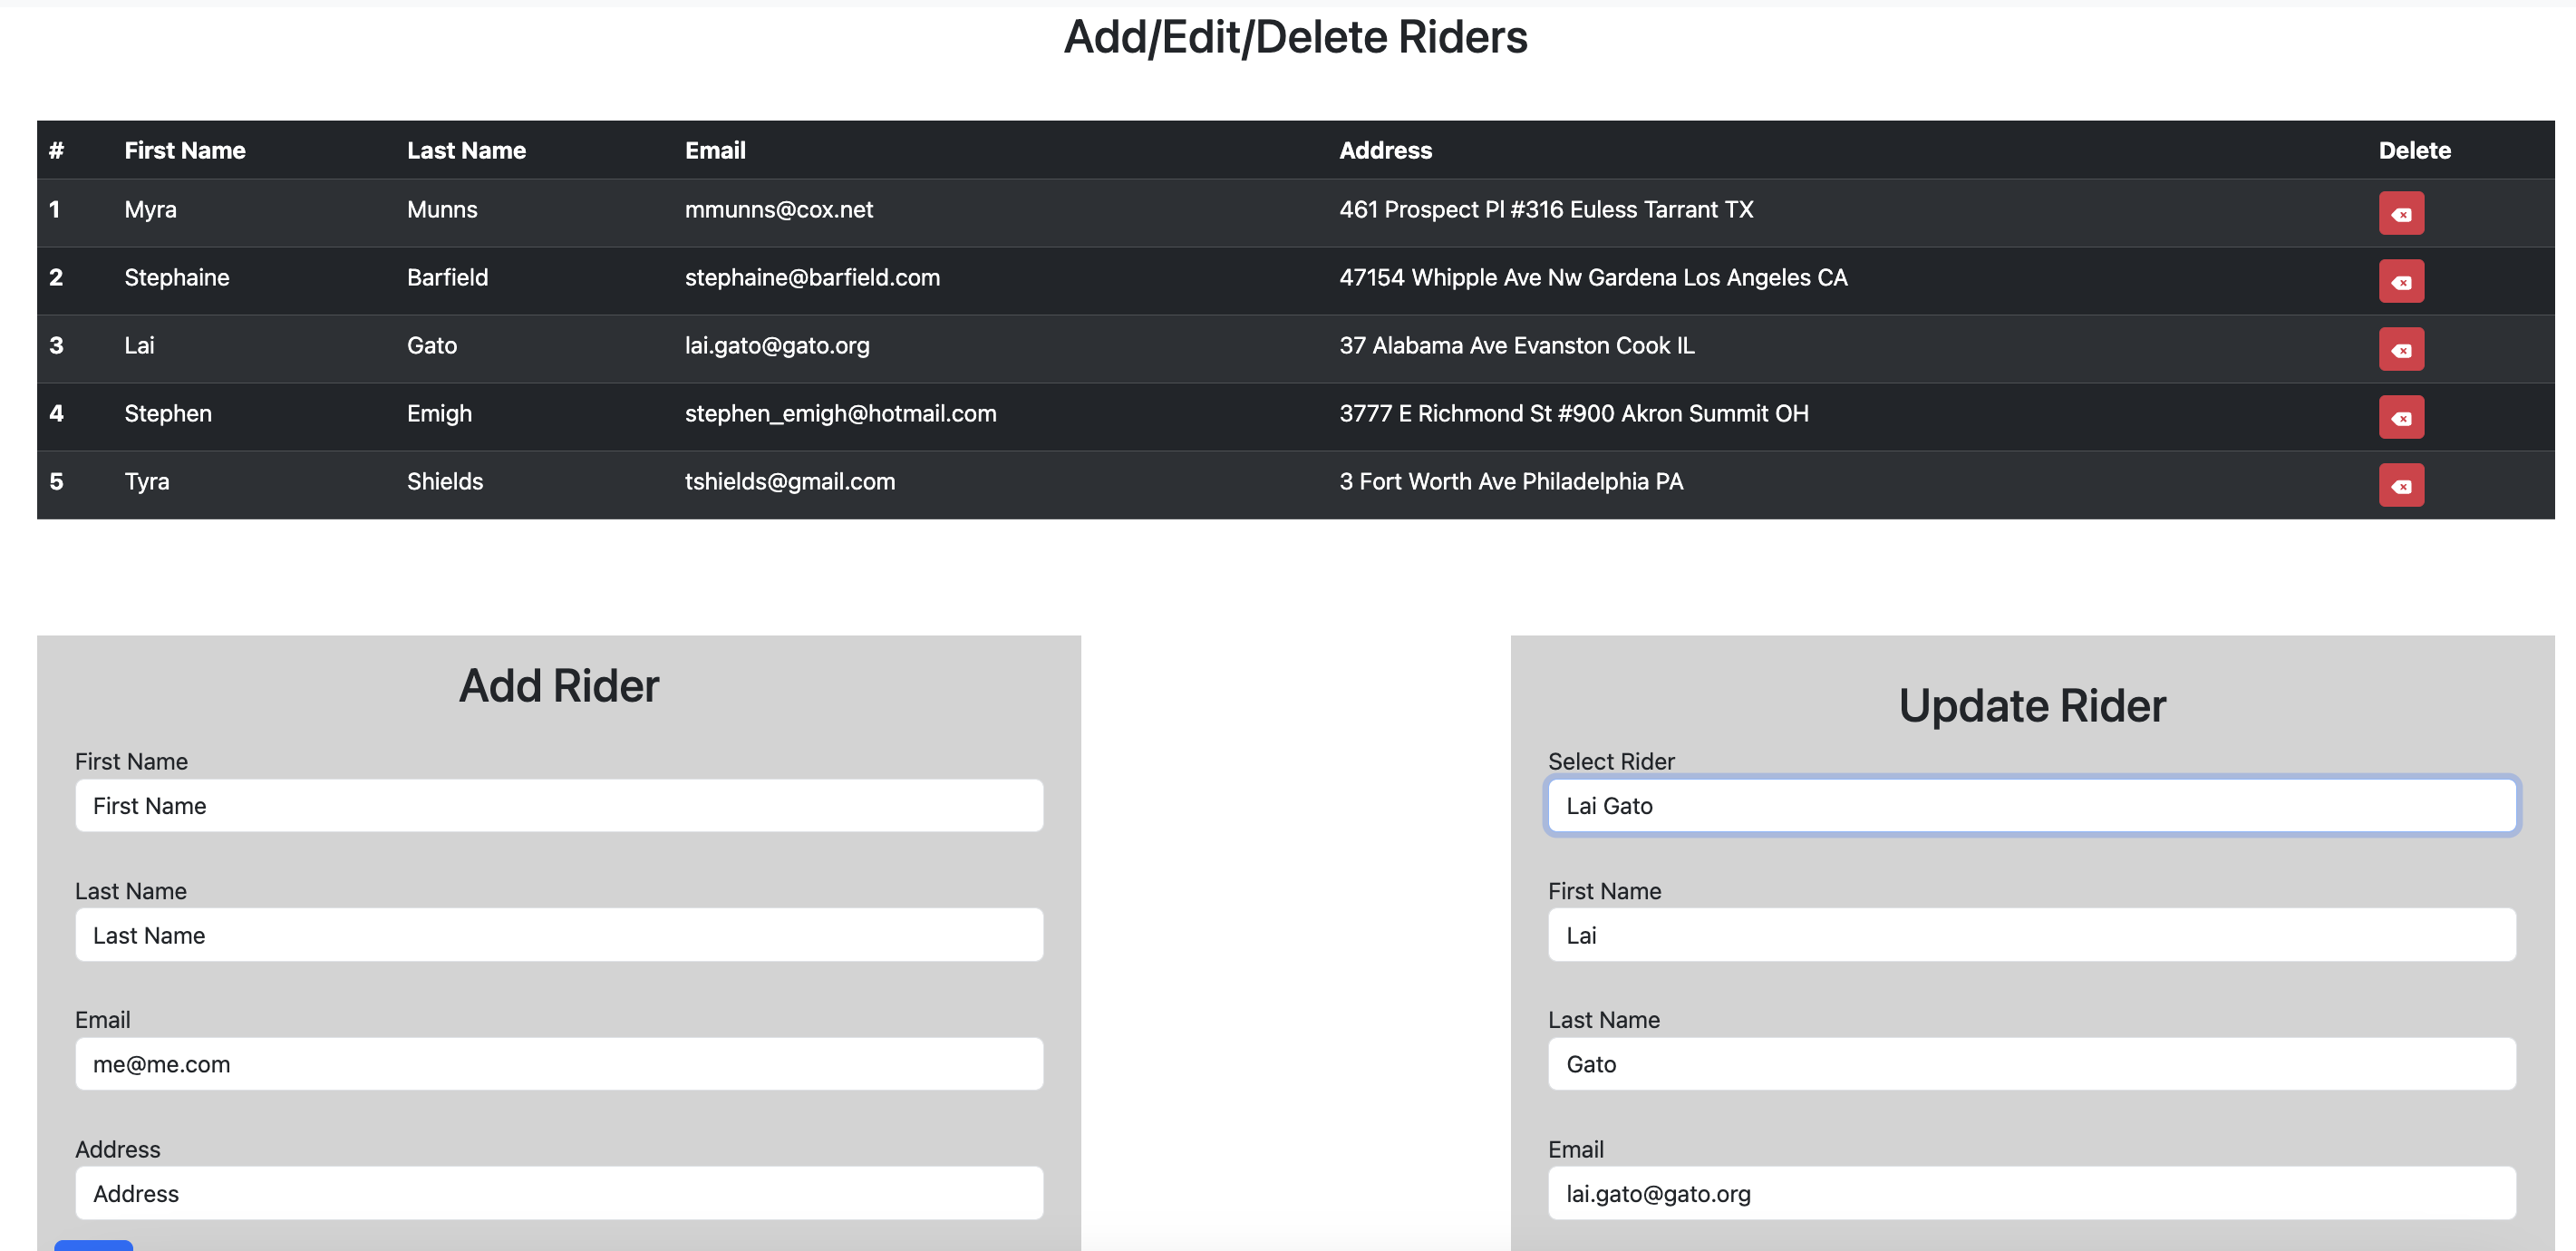 Add/Edit/Delete Riders
# First Name Last Name Email Address Delete
1 Myra Munns mmunns@cox.net 461 Prospect Pl #316 Euless Tarrant TX
2 Stephaine Barfield stephaine@barfield.com 47154 Whipple Ave Nw Gardena Los Angeles CA
3 Lai Gato lai.gato@gato.org 37 Alabama Ave Evanston Cook IL
4 Stephen Emigh stephen_emigh@hotmail.com 3777 E Richmond St #900 Akron Summit OH
5 Tyra Shields tshields@gmail.com 3 Fort Worth Ave Philadelphia PA
Add Rider
First Name
First Name
Last Name
Last Name
Email
me@me.com
Address
Address
Update Rider
Select Rider
Lai Gato
First Name
Lai
Last Name
Gato
Email
lai.gato@gato.org